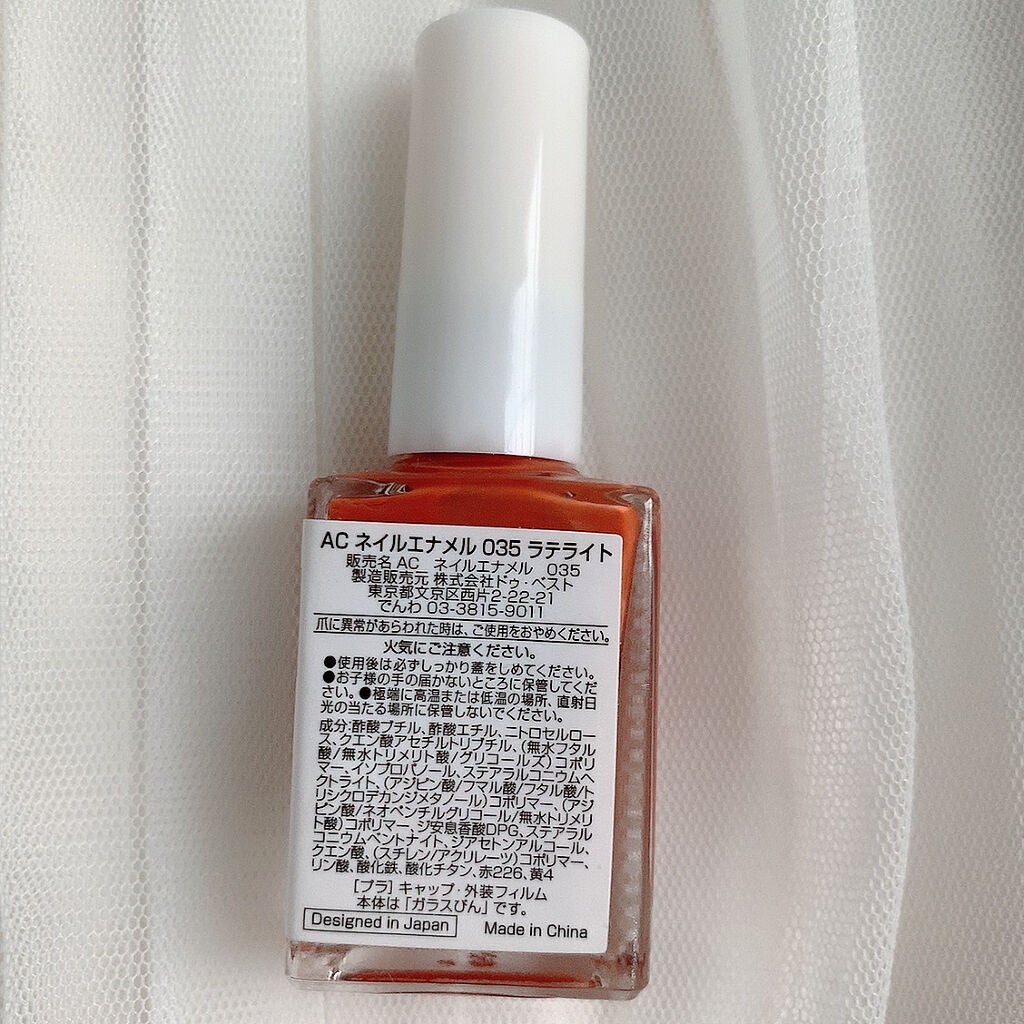 AC ネイルエナメル 035 ラテライト
販売名 AC　ネイルエナメル　035
製造販売元 株式会社ドゥ・ベスト
東京都文京区西片2-22-21
でんわ 03-3815-9011
爪に異常があらわれた時は、ご使用をおやめください。
火気にご注意ください。
●使用後は必ずしっかり蓋をしめてください。
●お子様の手の届かないところに保管してくだ
さい。●極端に高温または低温の場所、直射日
光の当たる場所に保管しないでください。
成分:酢酸ブチル、酢酸エチル、ニトロセルロー
ス、クエン酸アセチルトリブチル、(無水フタル
酸/無水トリメリト酸/グリコールズ)コポリ
マー、イソプロパノール、ステアラルコニウムヘ
クトライト、(アジピン酸/フマル酸/フタル酸/ト
リシクロデカンジメタノール)コポリマー、(アジ
ピン酸/ネオペンチルグリコール/無水トリメリ
ト酸)コポリマー、ジ安息香酸DPG、ステアラル
コニウムベントナイト、ジアセトンアルコール、
クエン酸、(スチレン/アクリレーツ)コポリマー、
リン酸、酸化鉄、酸化チタン、赤226、黄4
[プラ] キャップ・外装フィルム
本体は「ガラスびん」です。
Designed in Japan　Made in China